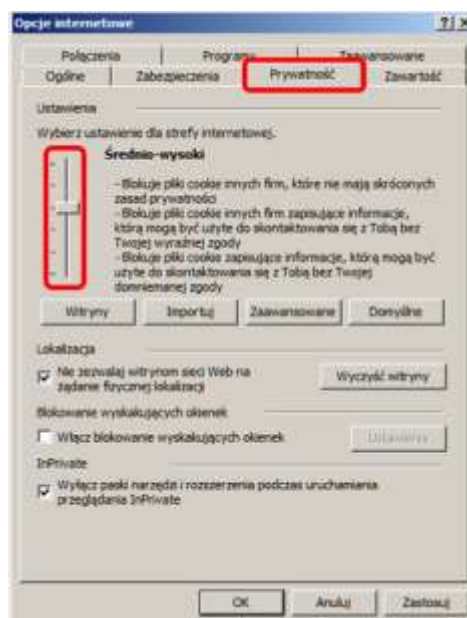 Opcje internetowe
Połączenia Programy Zaawansowane
Ogólne Zabezpieczenia Prywatność Zawartość
Ustawienia
Wybierz ustawienie dla strefy internetowej.
Średnio-wysoki
- Blokuje pliki cookie innych firm, które nie mają skróconych
zasad prywatności
- Blokuje pliki cookie innych firm zapisujące informacje,
którą mogą być użyte do skontaktowania się z Tobą bez
Twojej wyraźnej zgody
- Blokuje pliki cookie zapisujące informacje, którą mogą być
użyte do skontaktowania się z Tobą bez Twojej
domniemanej zgody
Witryny Importuj Zaawansowane Domyślne
Lokalizacja
Nie zezwalaj witrynom sieci Web na
żądanie fizycznej lokalizacji
Wyczyść witryny
Blokowanie wyskakujących okienek
Włącz blokowanie wyskakujących okienek Ustawienia
InPrivate
Wyłącz paski narzędzi i rozszerzenia podczas uruchamiania
przeglądania InPrivate
OK Anuluj Zastosuj